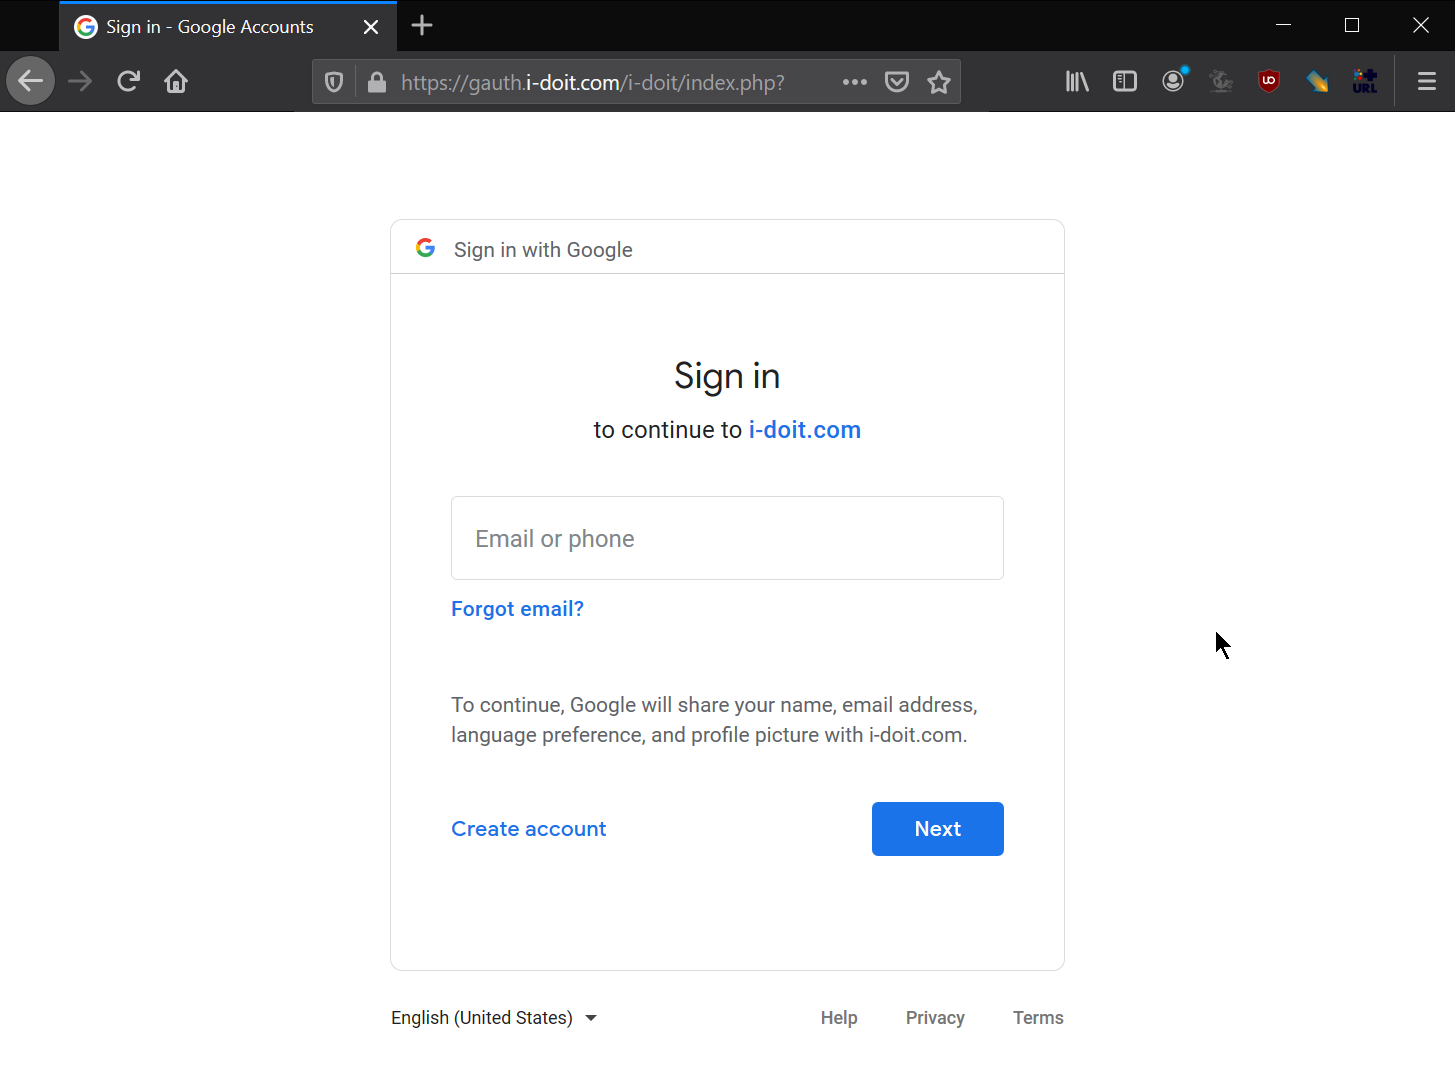 Sign in - Google Accounts
https://gauth.i-doit.com/i-doit/index.php?
URL
Sign in with Google
Sign in
to continue to i-doit.com
Email or phone
Forgot email?
To continue, Google will share your name, email address,
language preference, and profile picture with i-doit.com.
Create account
Next
English (United States)
Help
Privacy
Terms